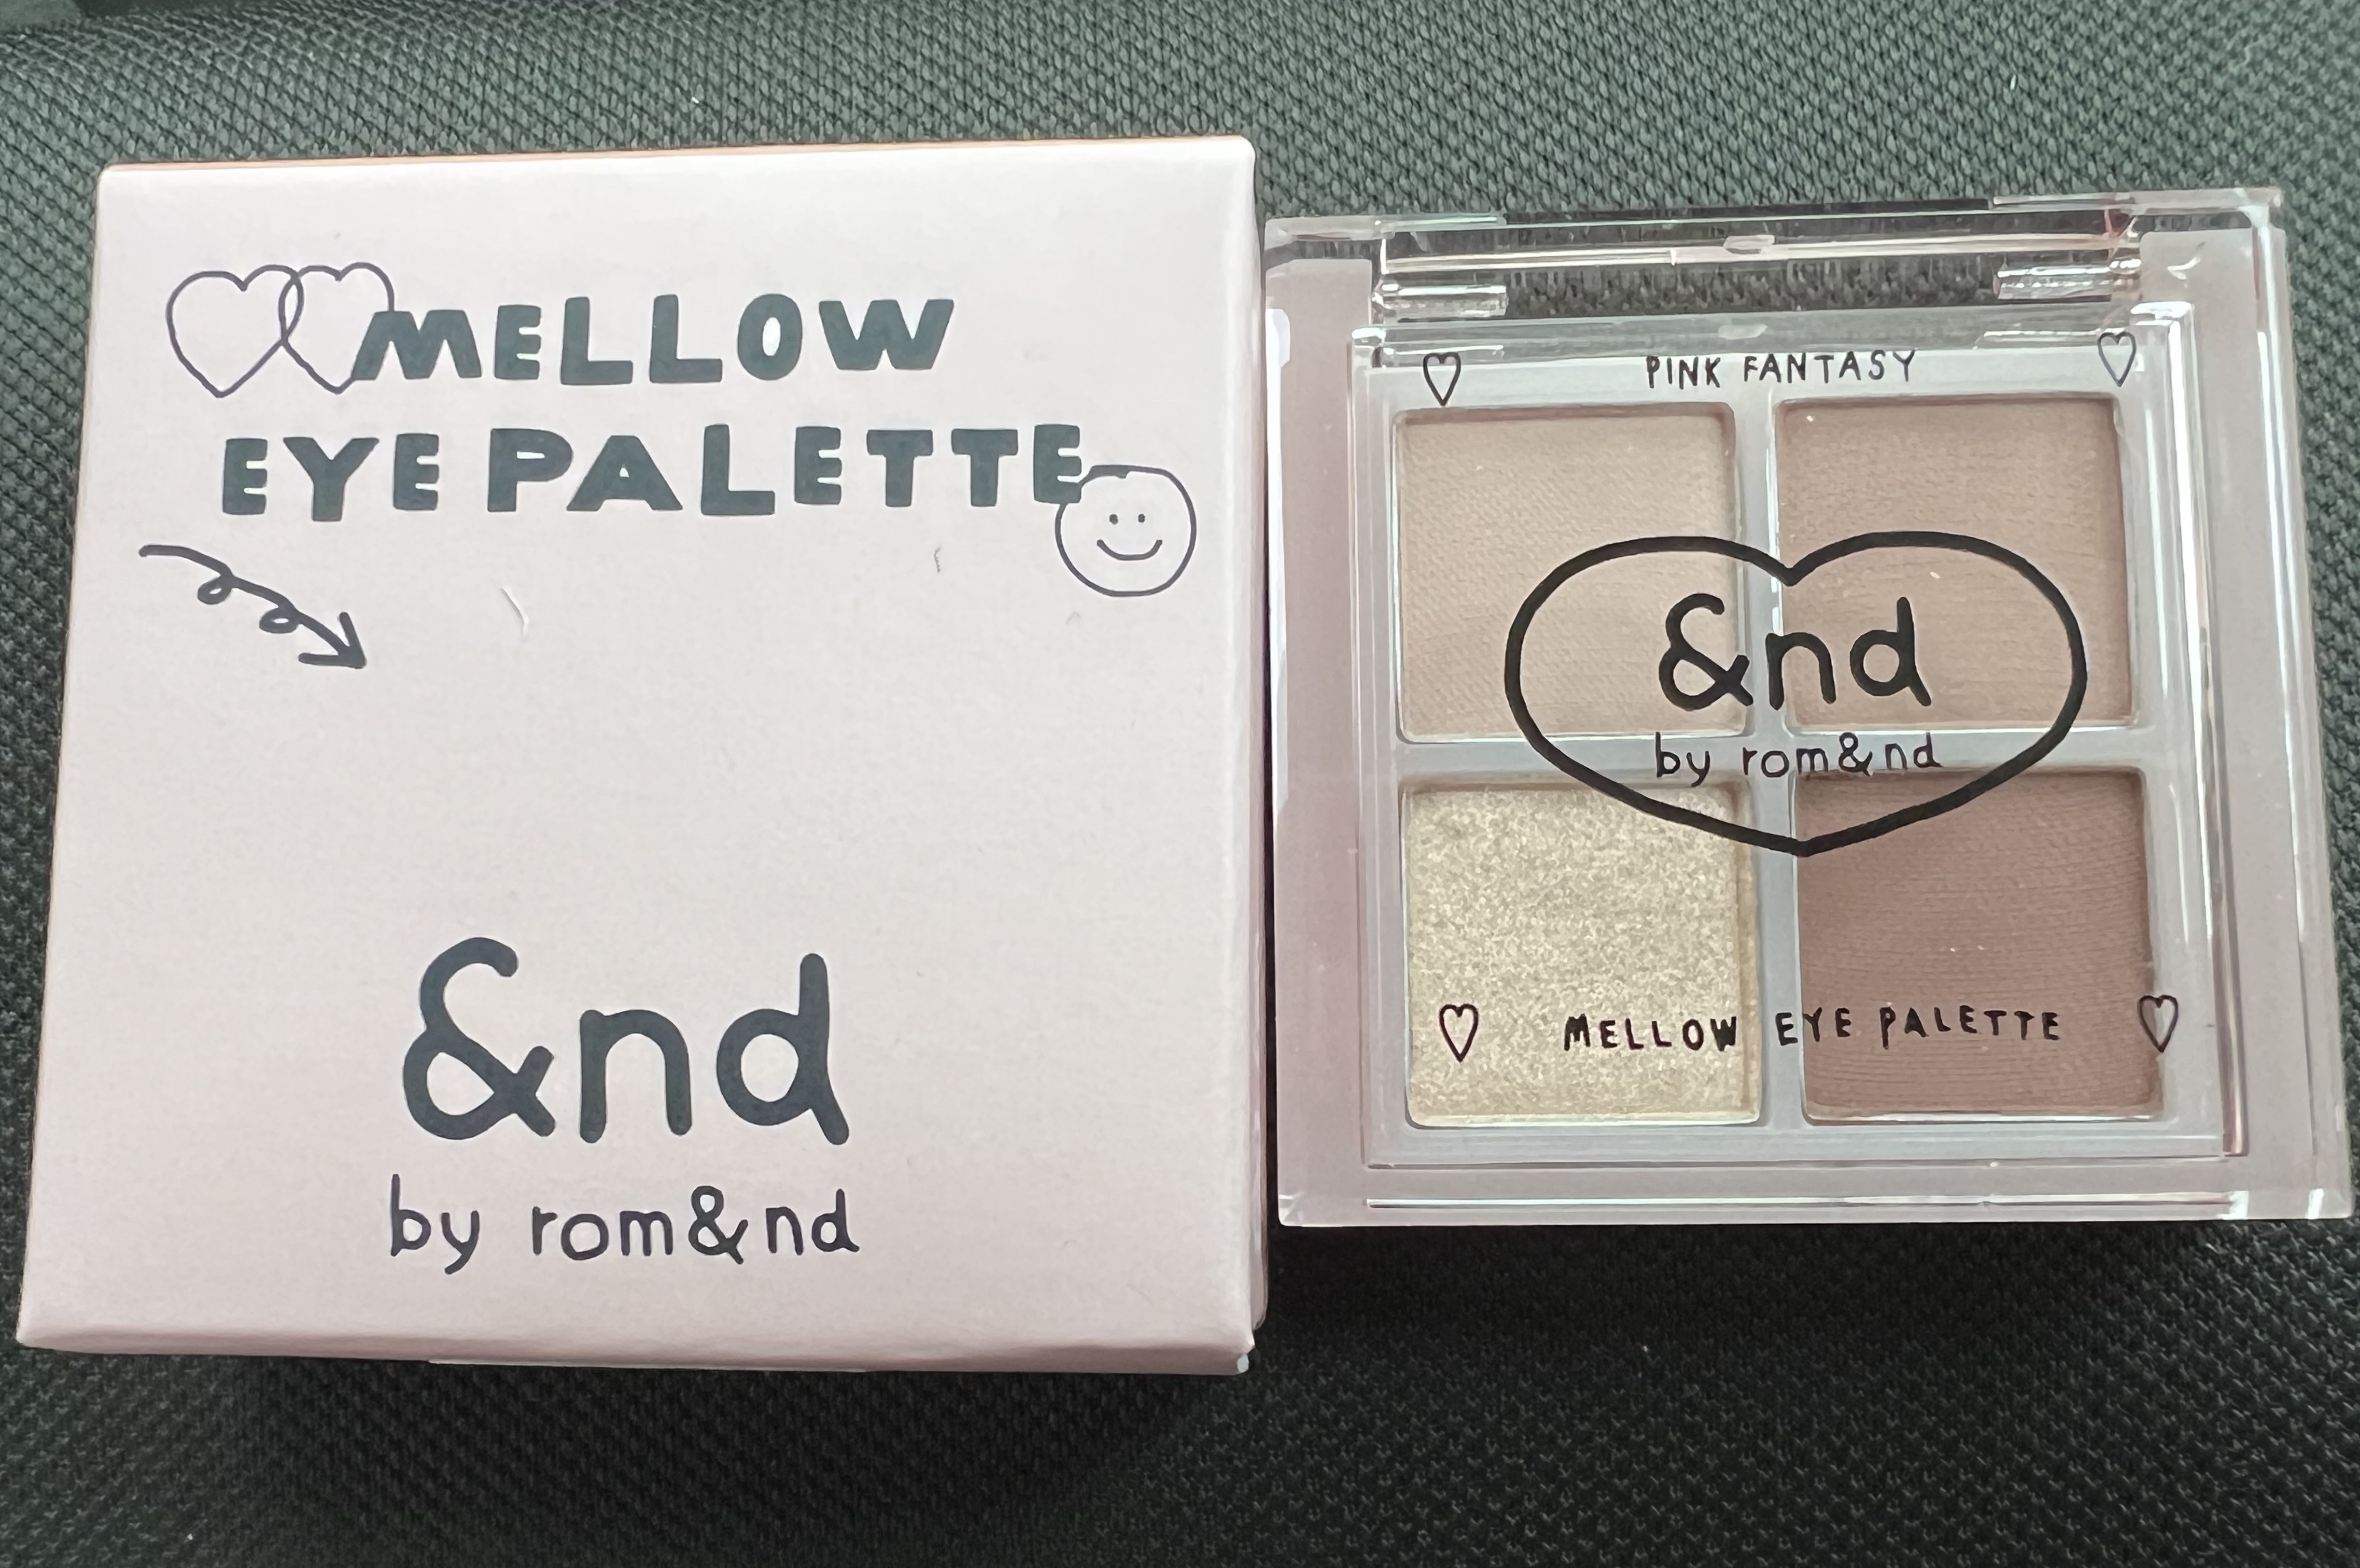 MELLOW
EYE PALETTE
&nd
by rom&nd
PINK FANTASY
&nd
by rom&nd
MELLOW EYE PALETTE